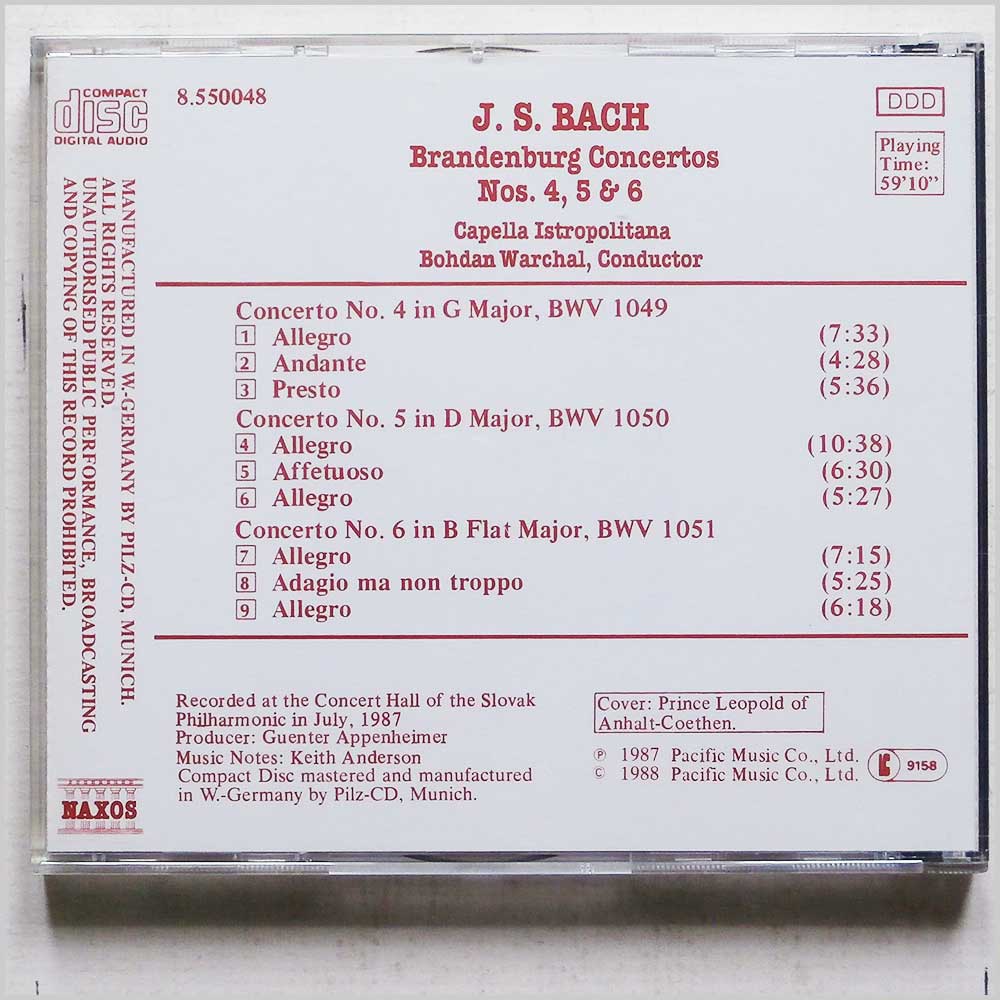 COMPACT
disc
DIGITAL AUDIO
8.550048
J. S. BACH
Brandenburg Concertos
Nos. 4, 5 & 6
Capella Istropolitana
Bohdan Warchal, Conductor
DDD
Playing
Time:
59'10"
MANUFACTURED IN W.-GERMANY BY PILZ-CD, MUNICH.
ALL RIGHTS RESERVED.
UNAUTHORISED PUBLIC PERFORMANCE, BROADCASTING
AND COPYING OF THIS RECORD PROHIBITED.
Concerto No. 4 in G Major, BWV 1049
1 Allegro (7:33)
2 Andante (4:28)
3 Presto (5:36)
Concerto No. 5 in D Major, BWV 1050
4 Allegro (10:38)
5 Affetuoso (6:30)
6 Allegro (5:27)
Concerto No. 6 in B Flat Major, BWV 1051
7 Allegro (7:15)
8 Adagio ma non troppo (5:25)
9 Allegro (6:18)
Recorded at the Concert Hall of the Slovak
Philharmonic in July, 1987
Producer: Guenter Appenheimer
Music Notes: Keith Anderson
Compact Disc mastered and manufactured
in W.-Germany by Pilz-CD, Munich.
Cover: Prince Leopold of
Anhalt-Coethen.
℗ 1987 Pacific Music Co., Ltd.
© 1988 Pacific Music Co., Ltd.
LC 9158
NAXOS